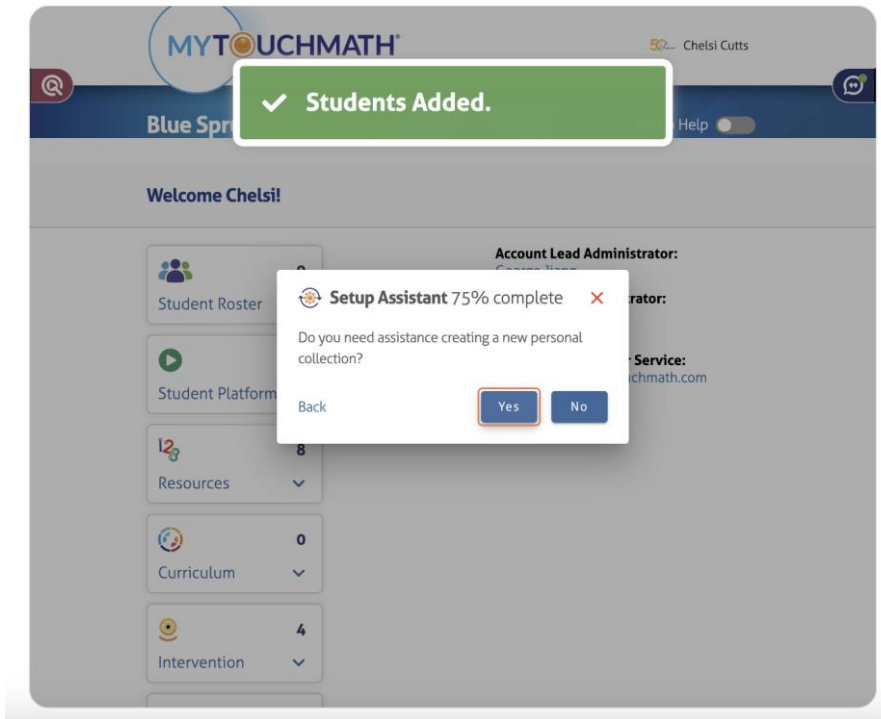 MYTOUCHMATH®
Chelsi Cutts
Students Added.
Blue Spr
Help
Welcome Chelsi!
Account Lead Administrator:
Student Roster
Setup Assistant 75% complete
rator:
Do you need assistance creating a new personal
collection?
Service:
Student Platform
uchmath.com
Back
Yes
No
8
Resources
0
Curriculum
4
Intervention